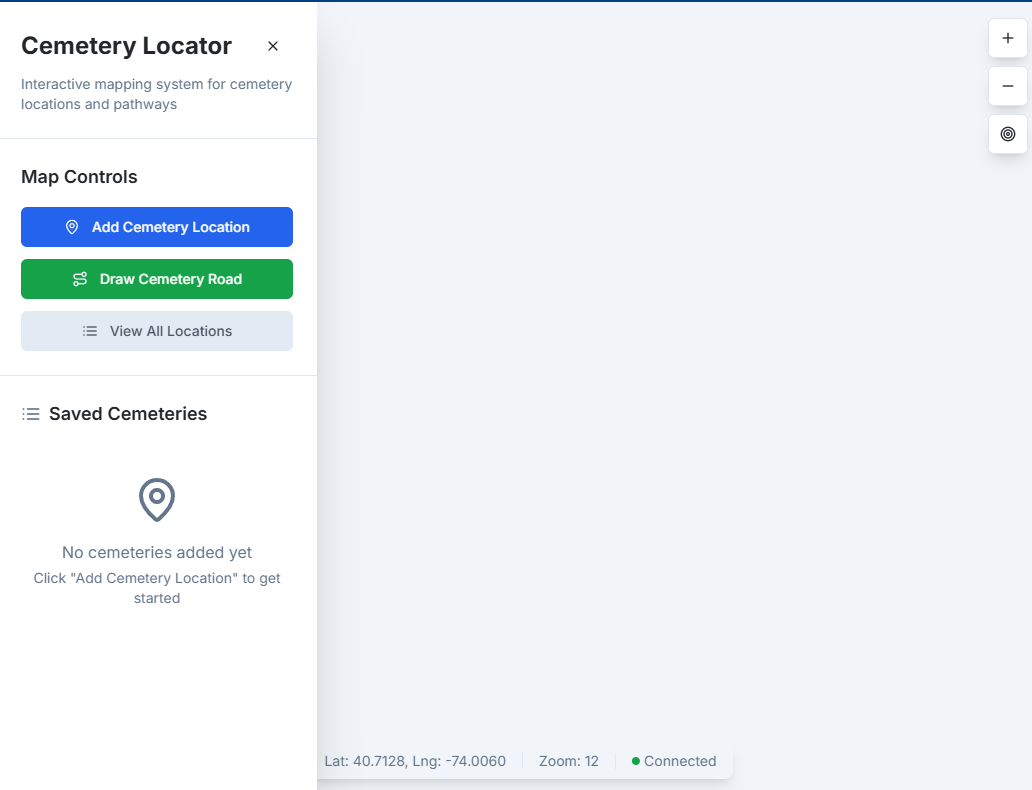 Cemetery Locator
Interactive mapping system for cemetery
locations and pathways
Map Controls
Add Cemetery Location
Draw Cemetery Road
View All Locations
Saved Cemeteries
No cemeteries added yet
Click "Add Cemetery Location" to get
started
Lat: 40.7128, Lng: -74.0060
Zoom: 12
Connected